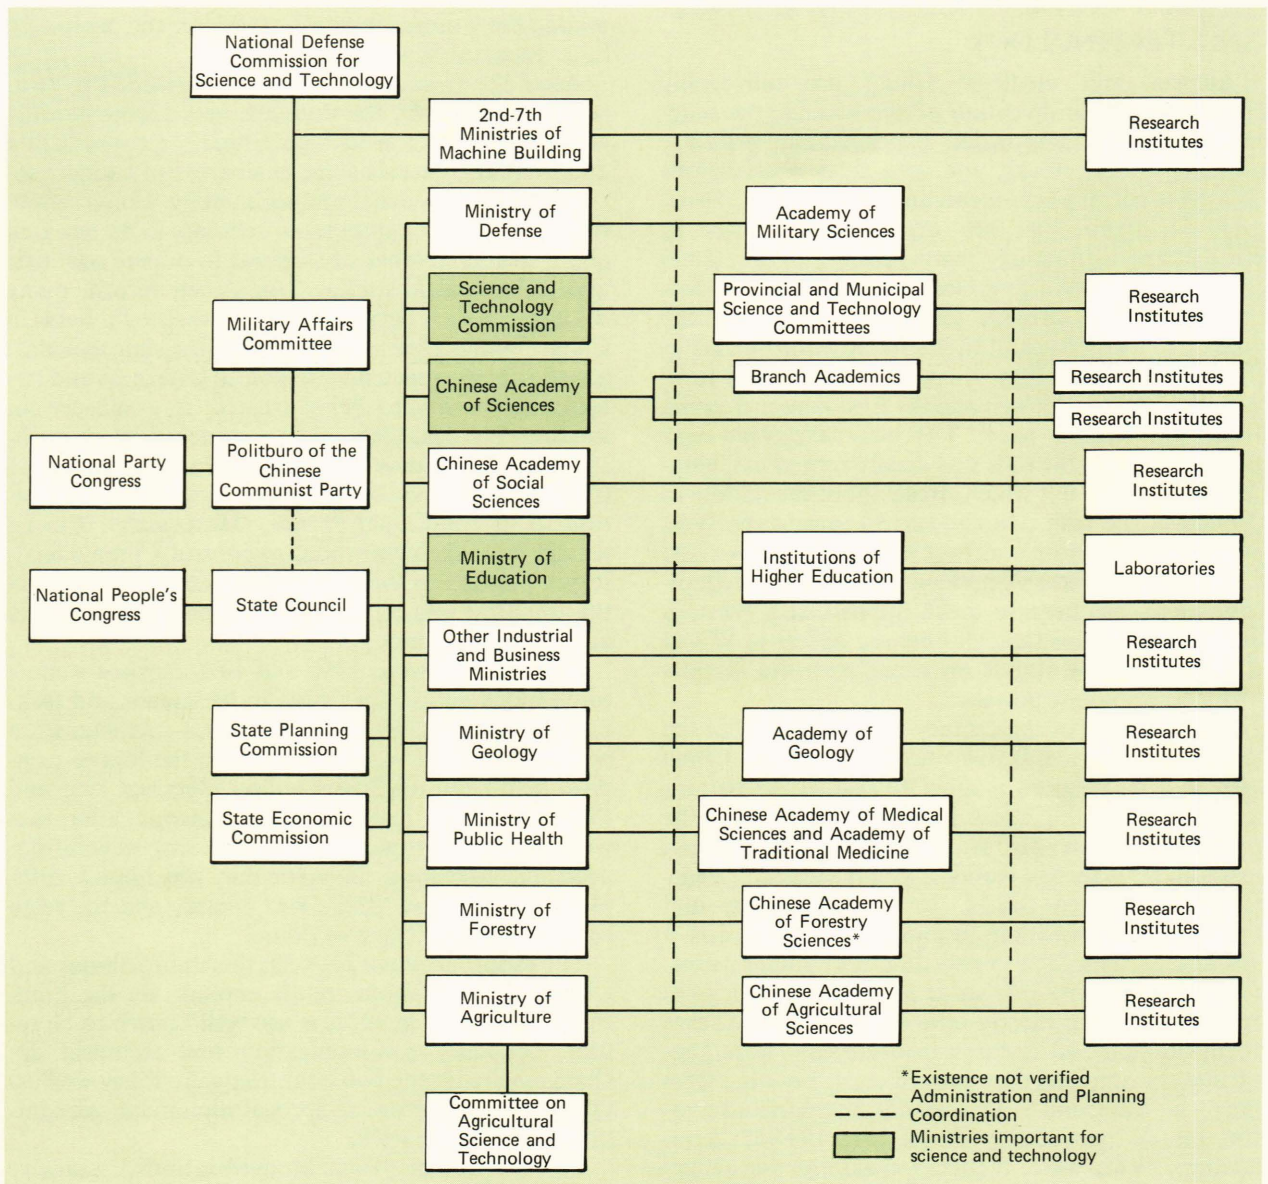 National Defense
Commission for
Science and Technology
2nd-7th
Ministries of
Machine Building
Research
Institutes
Ministry of
Defense
Academy of
Military Sciences
Military Affairs
Committee
Science and
Technology
Commission
Provincial and Municipal
Science and Technology
Committees
Research
Institutes
Chinese Academy
of Sciences
Branch Academics
Research Institutes
Research Institutes
National Party
Congress
Politburo of the
Chinese
Communist Party
Chinese Academy
of Social
Sciences
Research
Institutes
National People's
Congress
State Council
Ministry of
Education
Institutions of
Higher Education
Laboratories
Other Industrial
and Business
Ministries
Research
Institutes
State Planning
Commission
Ministry of
Geology
Academy of
Geology
Research
Institutes
State Economic
Commission
Ministry of
Public Health
Chinese Academy of Medical
Sciences and Academy of
Traditional Medicine
Research
Institutes
Ministry of
Forestry
Chinese Academy
of Forestry
Sciences*
Research
Institutes
Ministry of
Agriculture
Chinese Academy
of Agricultural
Sciences
Research
Institutes
Committee on
Agricultural
Science and
Technology
*Existence not verified
Administration and Planning
Coordination
Ministries important for
science and technology